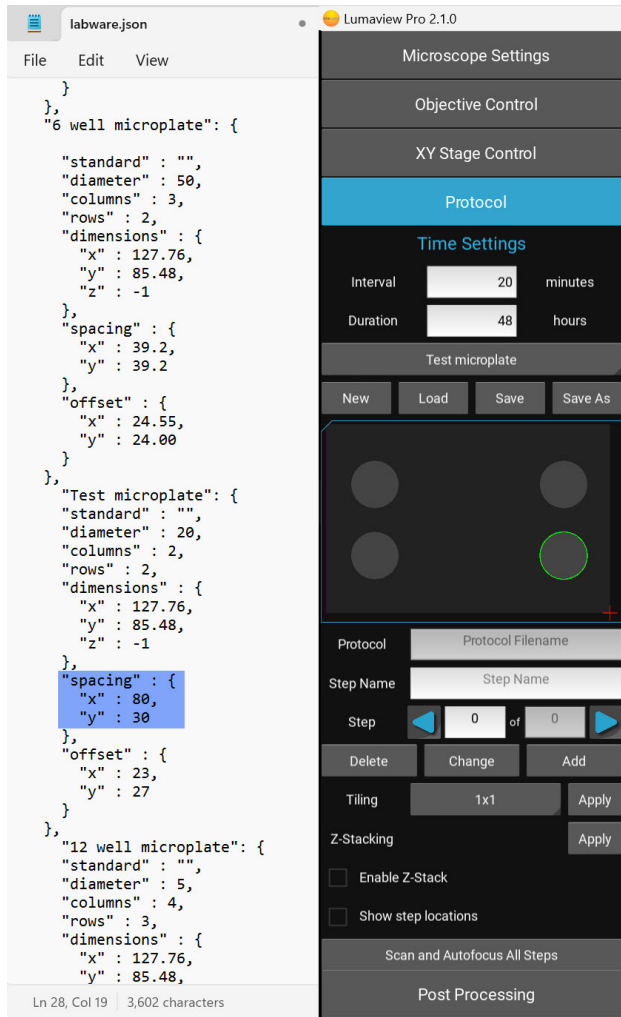 labware.json
File Edit View
}
},
"6 well microplate": {
"standard" : "",
"diameter" : 50,
"columns" : 3,
"rows" : 2,
"dimensions" : {
"x" : 127.76,
"y" : 85.48,
"z" : -1
},
"spacing" : {
"x" : 39.2,
"y" : 39.2
},
"offset" : {
"x" : 24.55,
"y" : 24.00
}
},
"Test microplate": {
"standard" : "",
"diameter" : 20,
"columns" : 2,
"rows" : 2,
"dimensions" : {
"x" : 127.76,
"y" : 85.48,
"z" : -1
},
"spacing" : {
"x" : 80,
"y" : 30
},
"offset" : {
"x" : 23,
"y" : 27
}
},
"12 well microplate": {
"standard" : "",
"diameter" : 5,
"columns" : 4,
"rows" : 3,
"dimensions" : {
"x" : 127.76,
"y" : 85.48,
Ln 28, Col 19 3,602 characters
Lumaview Pro 2.1.0
Microscope Settings
Objective Control
XY Stage Control
Protocol
Time Settings
Interval 20 minutes
Duration 48 hours
Test microplate
New Load Save Save As
Protocol Protocol Filename
Step Name Step Name
Step 0 of 0
Delete Change Add
Tiling 1x1 Apply
Z-Stacking Apply
Enable Z-Stack
Show step locations
Scan and Autofocus All Steps
Post Processing